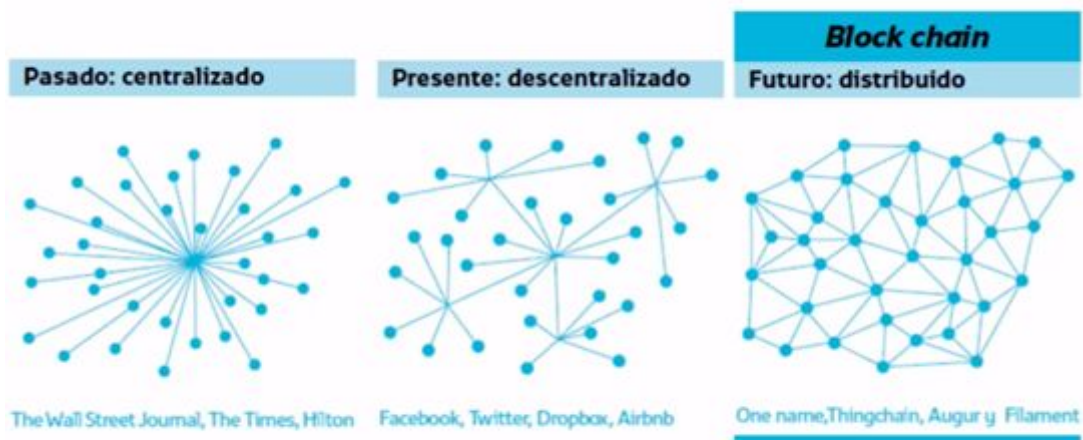 Block chain
Pasado: centralizado
Presente: descentralizado
Futuro: distribuido
The Wall Street Journal, The Times, Hilton
Facebook, Twitter, Dropbox, Airbnb
One name,Thingchain, Augur y Filament